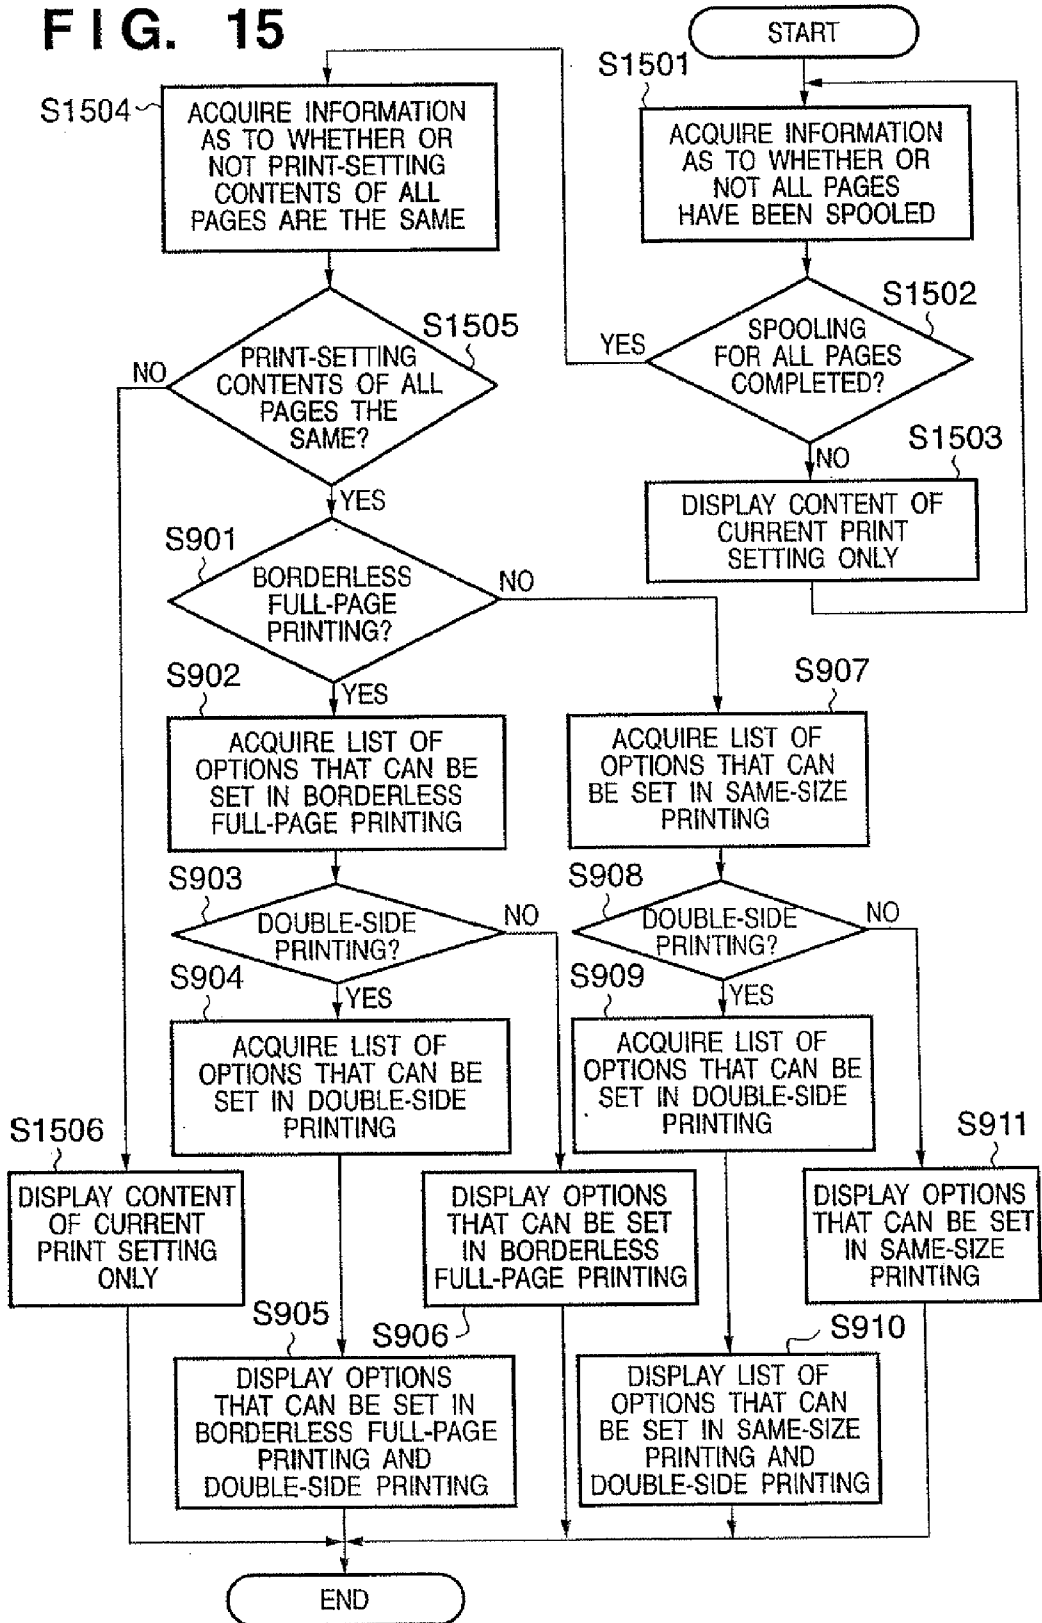 FIG. 15
START
S1501
ACQUIRE INFORMATION
AS TO WHETHER OR
NOT ALL PAGES
HAVE BEEN SPOOLED
S1502
SPOOLING
FOR ALL PAGES
COMPLETED?
YES
NO
S1503
DISPLAY CONTENT OF
CURRENT PRINT
SETTING ONLY
S1504
ACQUIRE INFORMATION
AS TO WHETHER OR
NOT PRINT-SETTING
CONTENTS OF ALL
PAGES ARE THE SAME
S1505
PRINT-SETTING
CONTENTS OF ALL
PAGES THE
SAME?
NO
YES
S901
BORDERLESS
FULL-PAGE
PRINTING?
NO
YES
S902
ACQUIRE LIST OF
OPTIONS THAT CAN BE
SET IN BORDERLESS
FULL-PAGE PRINTING
S907
ACQUIRE LIST OF
OPTIONS THAT CAN
BE SET IN SAME-SIZE
PRINTING
S903
DOUBLE-SIDE
PRINTING?
NO
YES
S908
DOUBLE-SIDE
PRINTING?
NO
YES
S904
ACQUIRE LIST OF
OPTIONS THAT CAN BE
SET IN DOUBLE-SIDE
PRINTING
S909
ACQUIRE LIST OF
OPTIONS THAT CAN BE
SET IN DOUBLE-SIDE
PRINTING
S1506
DISPLAY CONTENT
OF CURRENT
PRINT SETTING
ONLY
DISPLAY OPTIONS
THAT CAN BE SET
IN BORDERLESS
FULL-PAGE PRINTING
S906
S911
DISPLAY OPTIONS
THAT CAN BE SET
IN SAME-SIZE
PRINTING
S905
DISPLAY OPTIONS
THAT CAN BE SET IN
BORDERLESS FULL-PAGE
PRINTING AND
DOUBLE-SIDE PRINTING
S910
DISPLAY LIST OF
OPTIONS THAT CAN
BE SET IN SAME-SIZE
PRINTING AND
DOUBLE-SIDE PRINTING
END